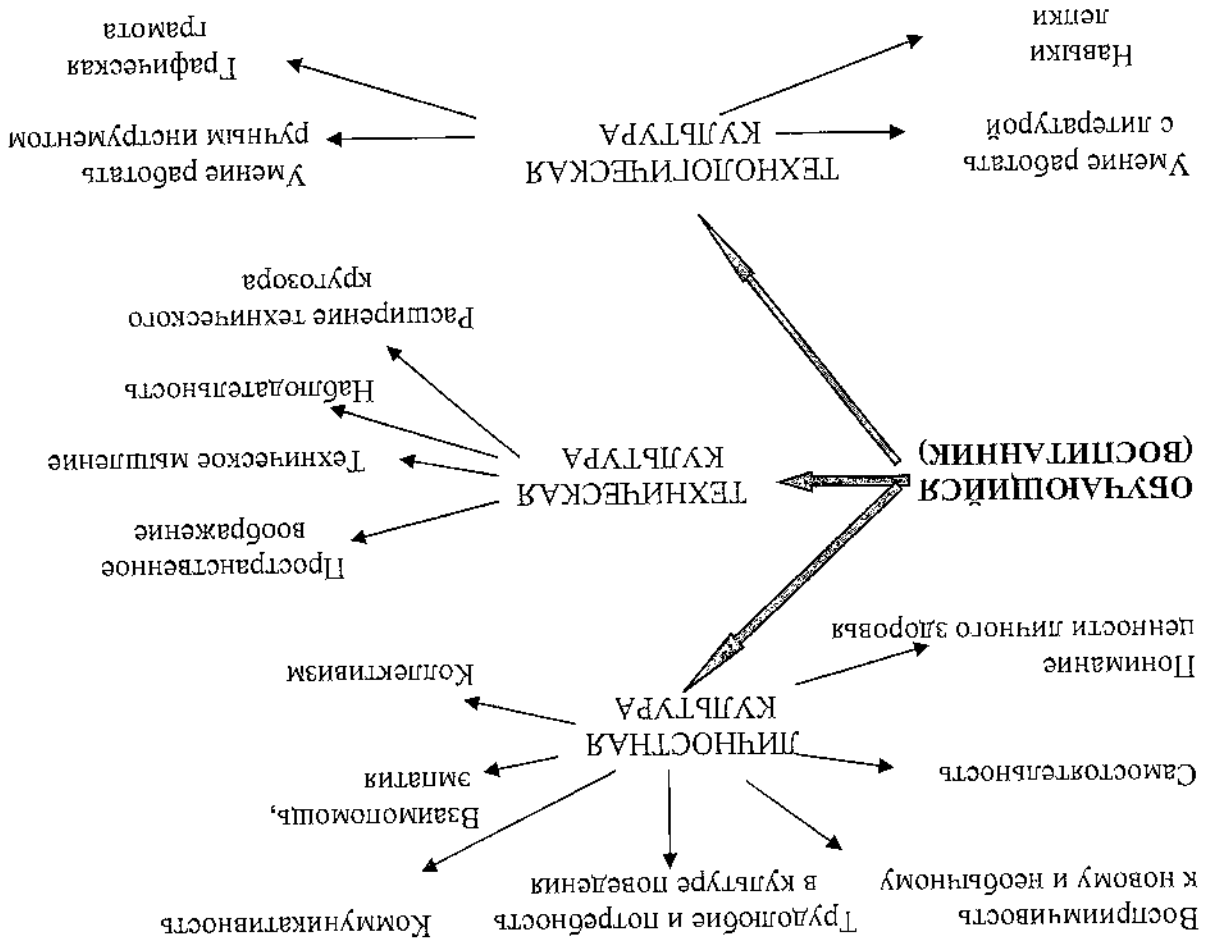 Восприимчивость
к новому и необычному
Трудолюбие и потребность
в культуре поведения
Коммуникативность
Самостоятельность
Взаимопомощь,
эмпатия
ЛИЧНОСТНАЯ
КУЛЬТУРА
Понимание
ценности личного здоровья
Коллективизм
ОБУЧАЮЩИЙСЯ
(ВОСПИТАННИК)
ТЕХНИЧЕСКАЯ
КУЛЬТУРА
Пространственное
воображение
Техническое мышление
Наблюдательность
Расширение технического
кругозора
ТЕХНОЛОГИЧЕСКАЯ
КУЛЬТУРА
Умение работать
с литературой
Умение работать
ручным инструментом
Навыки
лепки
Графическая
грамота